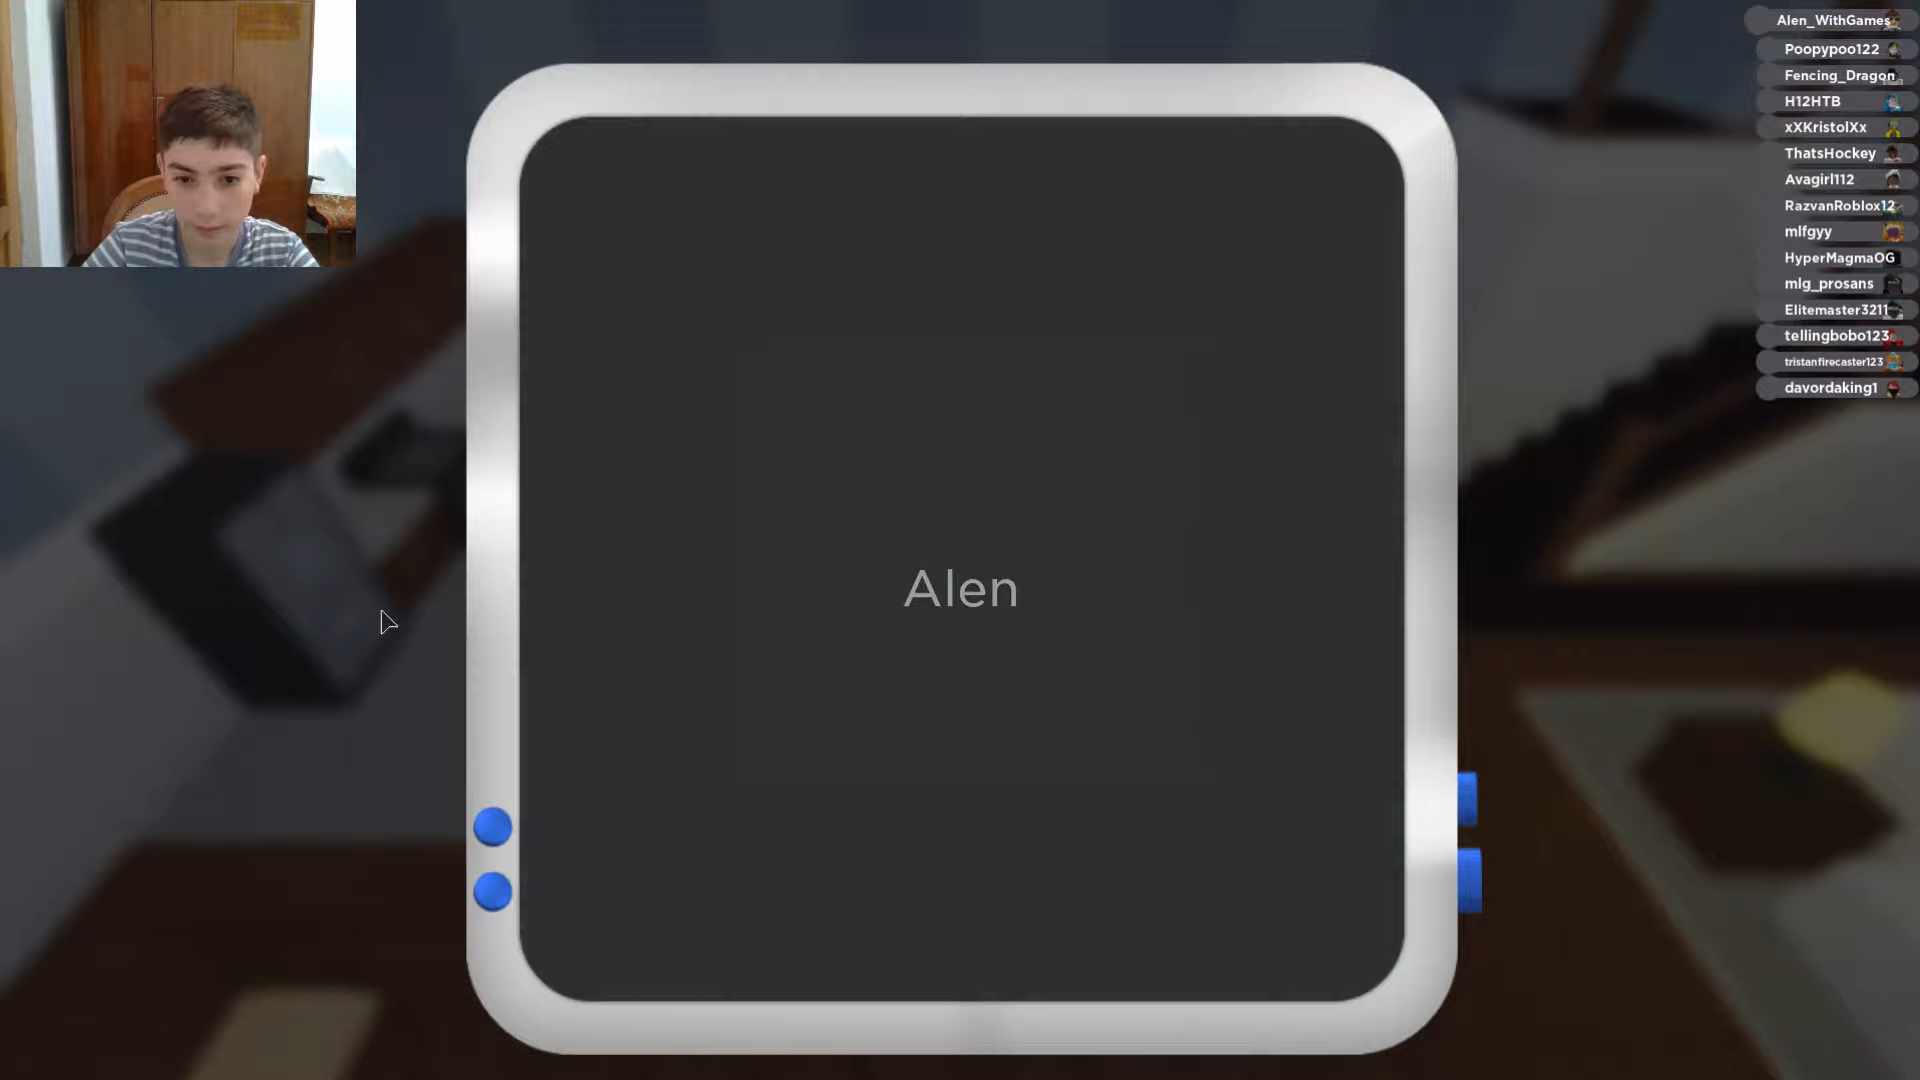 Alen_WithGames
Poopypoo122
Fencing_Dragon
H12HTB
xXKristolXx
ThatsHockey
Avagirl112
RazvanRoblox12
mlfgyy
HyperMagmaOG
mlg_prosans
Elitemaster3211
tellingbobo123
tristanfirecaster123
davordaking1
Alen